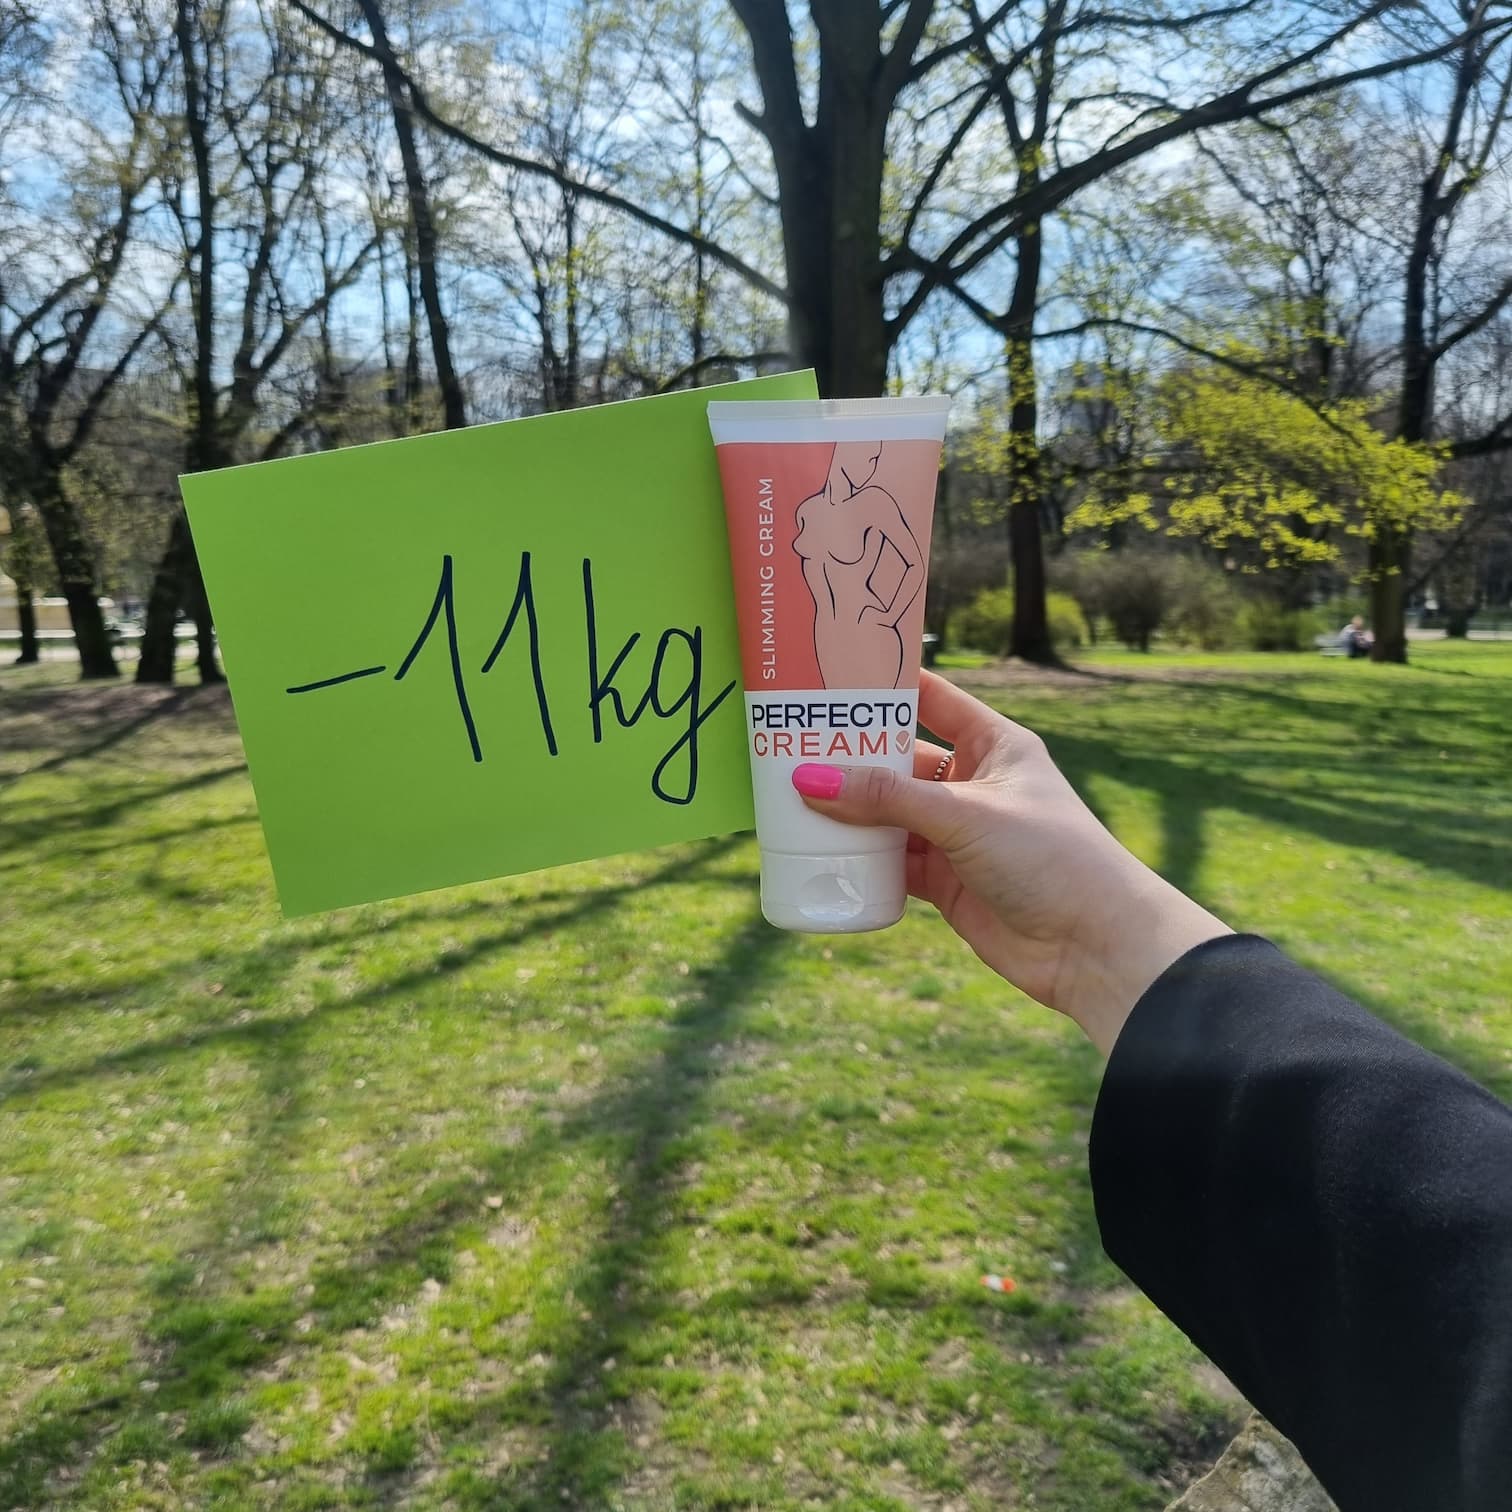 -11kg
SLIMMING CREAM
PERFECTO
CREAM